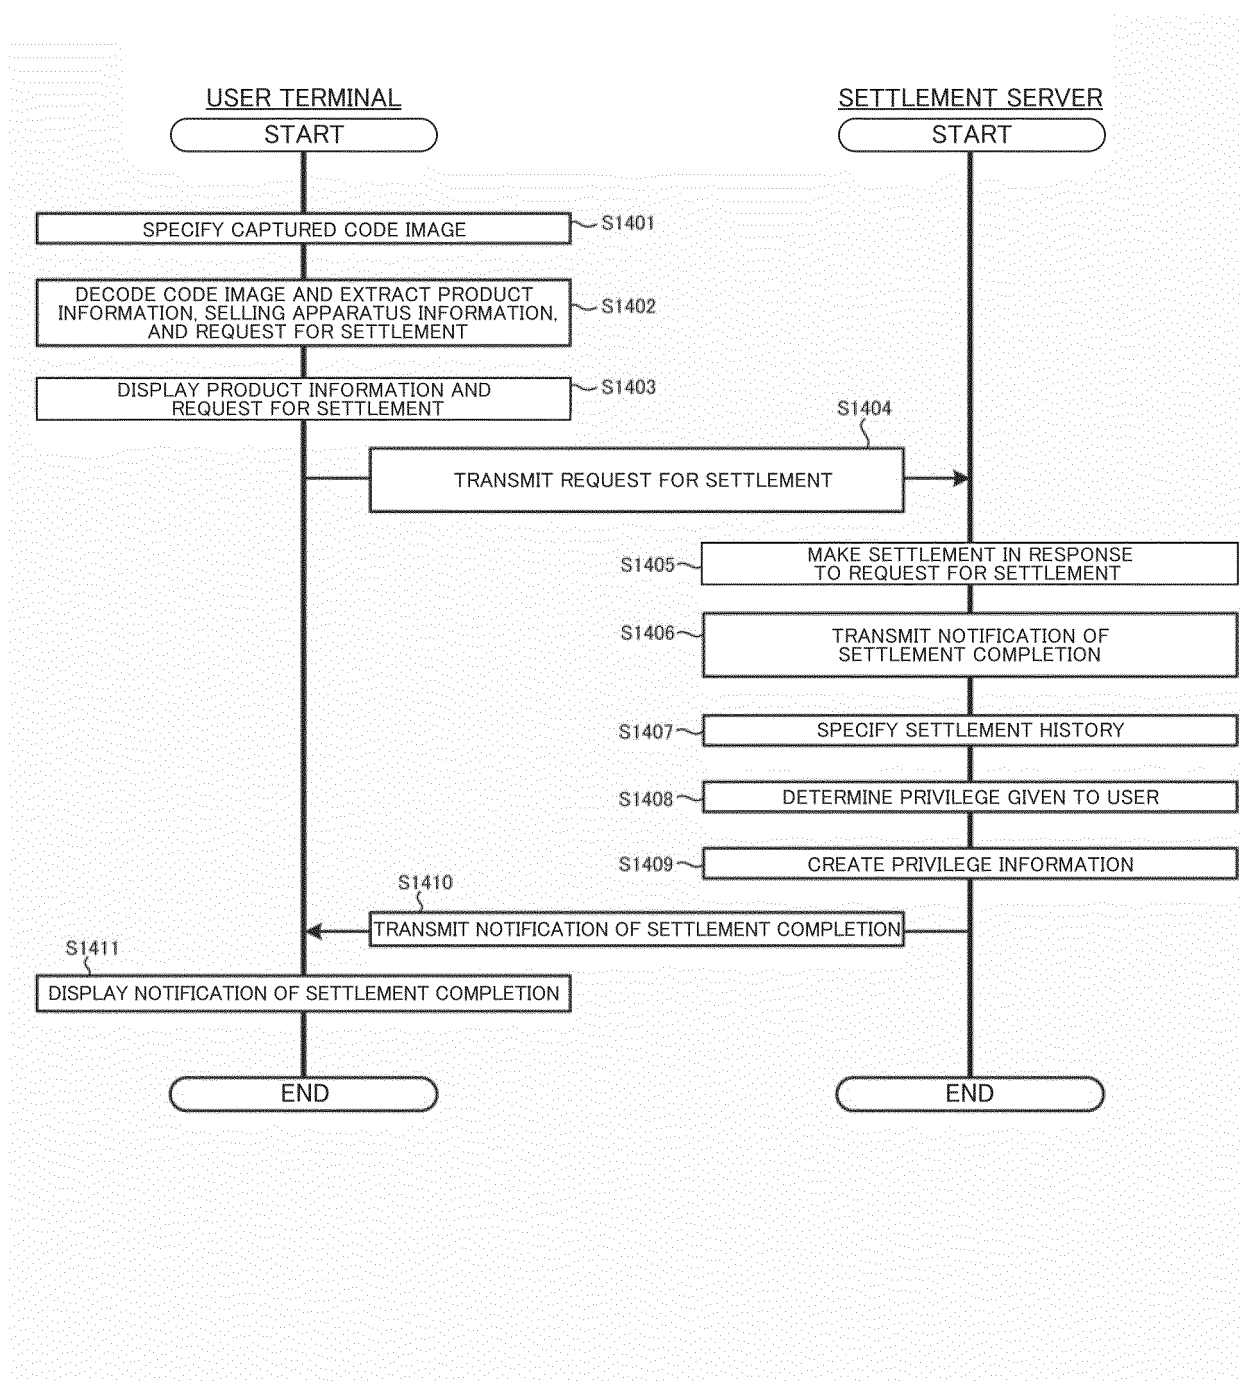 USER TERMINAL
SETTLEMENT SERVER
START
START
SPECIFY CAPTURED CODE IMAGE
S1401
DECODE CODE IMAGE AND EXTRACT PRODUCT
INFORMATION, SELLING APPARATUS INFORMATION,
AND REQUEST FOR SETTLEMENT
S1402
DISPLAY PRODUCT INFORMATION AND
REQUEST FOR SETTLEMENT
S1403
S1404
TRANSMIT REQUEST FOR SETTLEMENT
S1405
MAKE SETTLEMENT IN RESPONSE
TO REQUEST FOR SETTLEMENT
S1406
TRANSMIT NOTIFICATION OF
SETTLEMENT COMPLETION
S1407
SPECIFY SETTLEMENT HISTORY
S1408
DETERMINE PRIVILEGE GIVEN TO USER
S1409
CREATE PRIVILEGE INFORMATION
S1410
TRANSMIT NOTIFICATION OF SETTLEMENT COMPLETION
S1411
DISPLAY NOTIFICATION OF SETTLEMENT COMPLETION
END
END